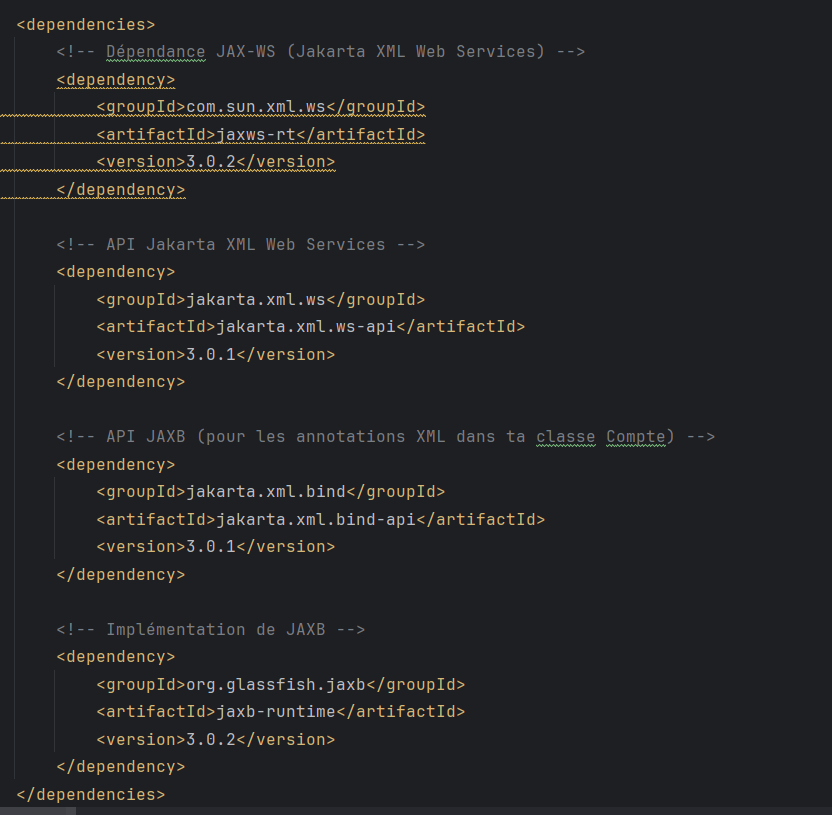 <dependencies>
<!-- Dépendance JAX-WS (Jakarta XML Web Services) -->
<dependency>
<groupId>com.sun.xml.ws</groupId>
<artifactId>jaxws-rt</artifactId>
<version>3.0.2</version>
</dependency>
<!-- API Jakarta XML Web Services -->
<dependency>
<groupId>jakarta.xml.ws</groupId>
<artifactId>jakarta.xml.ws-api</artifactId>
<version>3.0.1</version>
</dependency>
<!-- API JAXB (pour les annotations XML dans ta classe Compte) -->
<dependency>
<groupId>jakarta.xml.bind</groupId>
<artifactId>jakarta.xml.bind-api</artifactId>
<version>3.0.1</version>
</dependency>
<!-- Implémentation de JAXB -->
<dependency>
<groupId>org.glassfish.jaxb</groupId>
<artifactId>jaxb-runtime</artifactId>
<version>3.0.2</version>
</dependency>
</dependencies>